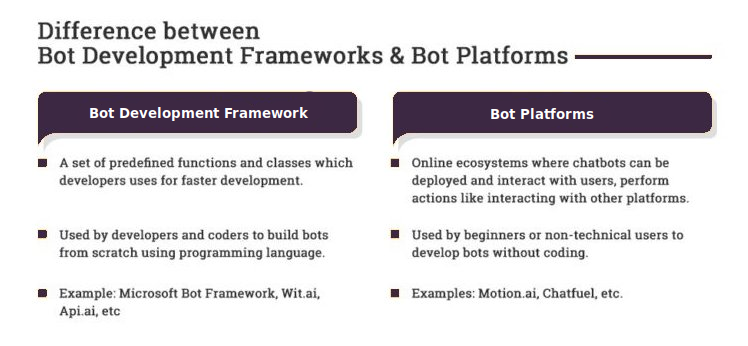 Difference between
Bot Development Frameworks & Bot Platforms
Bot Development Framework
A set of predefined functions and classes which
developers uses for faster development.
Used by developers and coders to build bots
from scratch using programming language.
Example: Microsoft Bot Framework, Wit.ai,
Api.ai, etc
Bot Platforms
Online ecosystems where chatbots can be
deployed and interact with users, perform
actions like interacting with other platforms.
Used by beginners or non-technical users to
develop bots without coding.
Examples: Motion.ai, Chatfuel, etc.